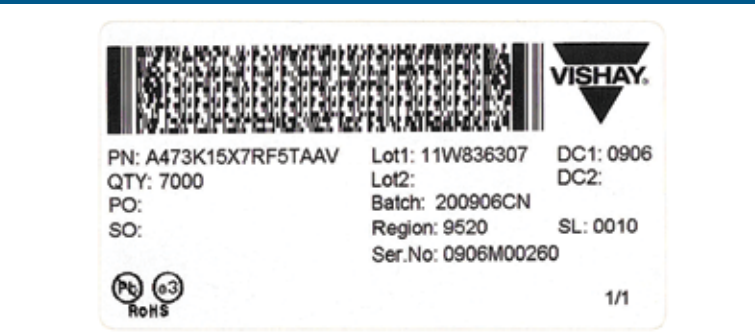 VISHAY.
PN: A473K15X7RF5TAAV
Lot1: 11W836307
DC1: 0906
QTY: 7000
Lot2:
DC2:
PO:
Batch: 200906CN
SO:
Region: 9520
SL: 0010
Ser.No: 0906M00260
Pb
e3
RoHS
1/1